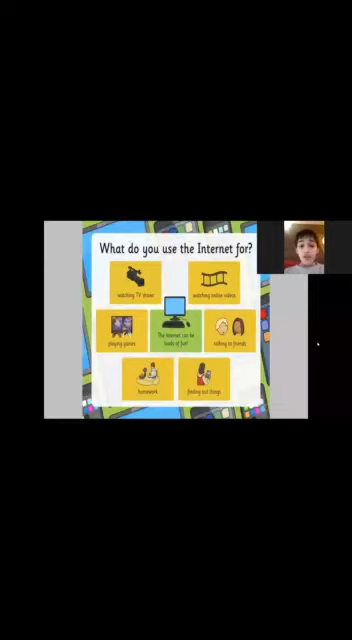 What do you use the Internet for?
watching TV shows
watching online videos
playing games
The Internet can be
loads of fun!
talking to friends
homework
finding out things